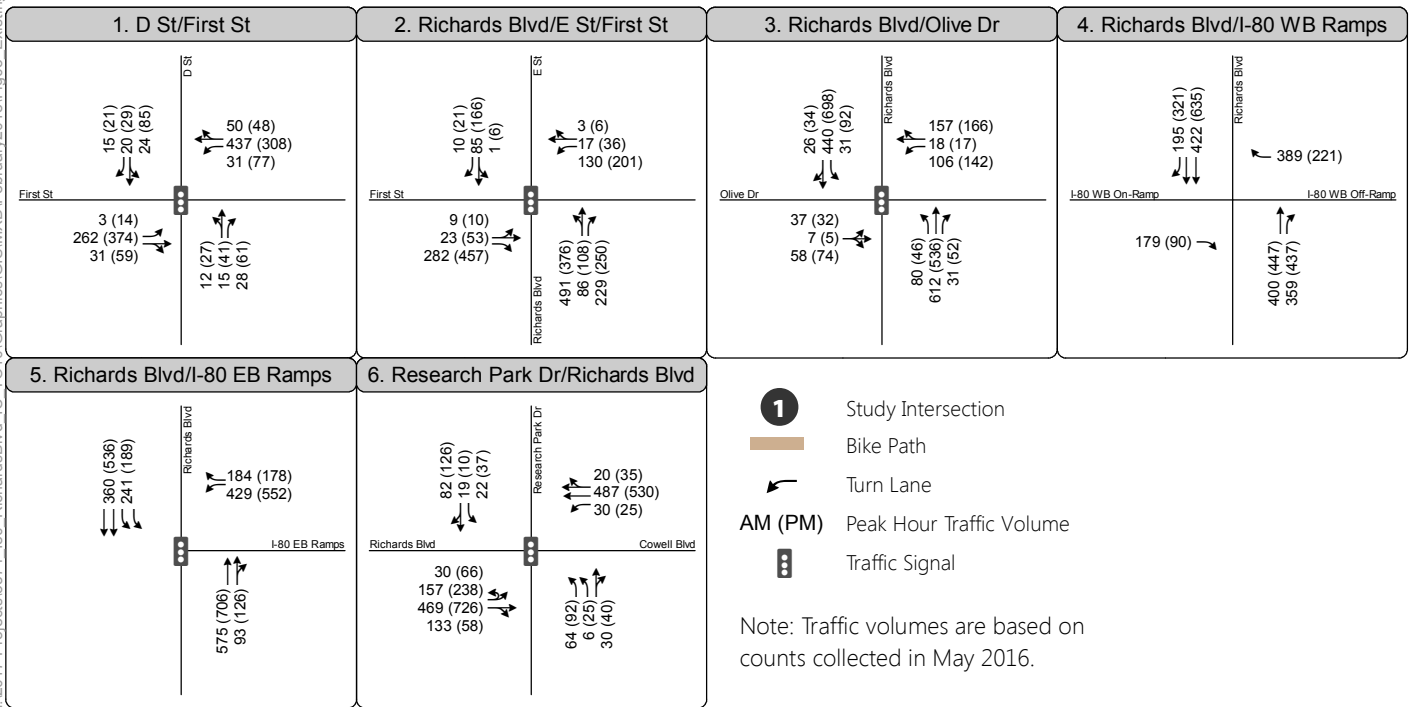 1. D St/First St
D St
15 (21)
20 (29)
24 (85)
50 (48)
437 (308)
31 (77)
First St
3 (14)
262 (374)
31 (59)
12 (27)
15 (41)
28 (61)
2. Richards Blvd/E St/First St
E St
10 (21)
85 (166)
1 (6)
3 (6)
17 (36)
130 (201)
First St
9 (10)
23 (53)
282 (457)
Richards Blvd
491 (376)
86 (108)
229 (250)
3. Richards Blvd/Olive Dr
Richards Blvd
26 (34)
440 (698)
31 (92)
157 (166)
18 (17)
106 (142)
Olive Dr
37 (32)
7 (5)
58 (74)
80 (46)
612 (536)
31 (52)
4. Richards Blvd/I-80 WB Ramps
Richards Blvd
195 (321)
422 (635)
389 (221)
I-80 WB On-Ramp
I-80 WB Off-Ramp
179 (90)
400 (447)
359 (437)
5. Richards Blvd/I-80 EB Ramps
Richards Blvd
360 (536)
241 (189)
184 (178)
429 (552)
I-80 EB Ramps
575 (706)
93 (126)
6. Research Park Dr/Richards Blvd
Research Park Dr
82 (126)
19 (10)
22 (37)
20 (35)
487 (530)
30 (25)
Richards Blvd
Cowell Blvd
30 (66)
157 (238)
469 (726)
133 (58)
64 (92)
6 (25)
30 (40)
1 Study Intersection
Bike Path
Turn Lane
AM (PM) Peak Hour Traffic Volume
Traffic Signal
Note: Traffic volumes are based on
counts collected in May 2016.